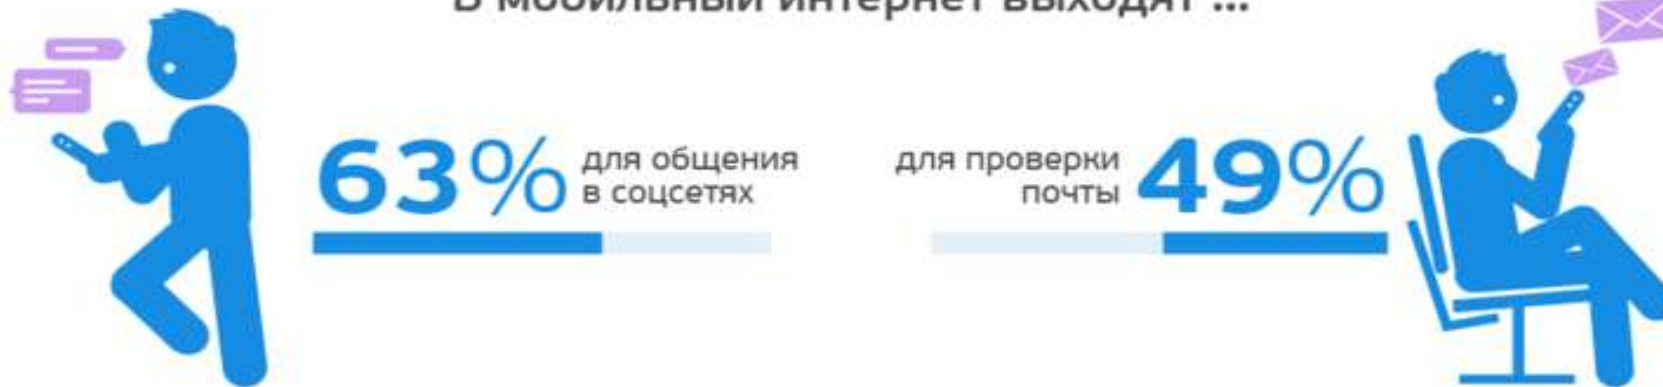 В мобильный интернет выходят ...
63% для общения
в соцсетях
для проверки
почты 49%